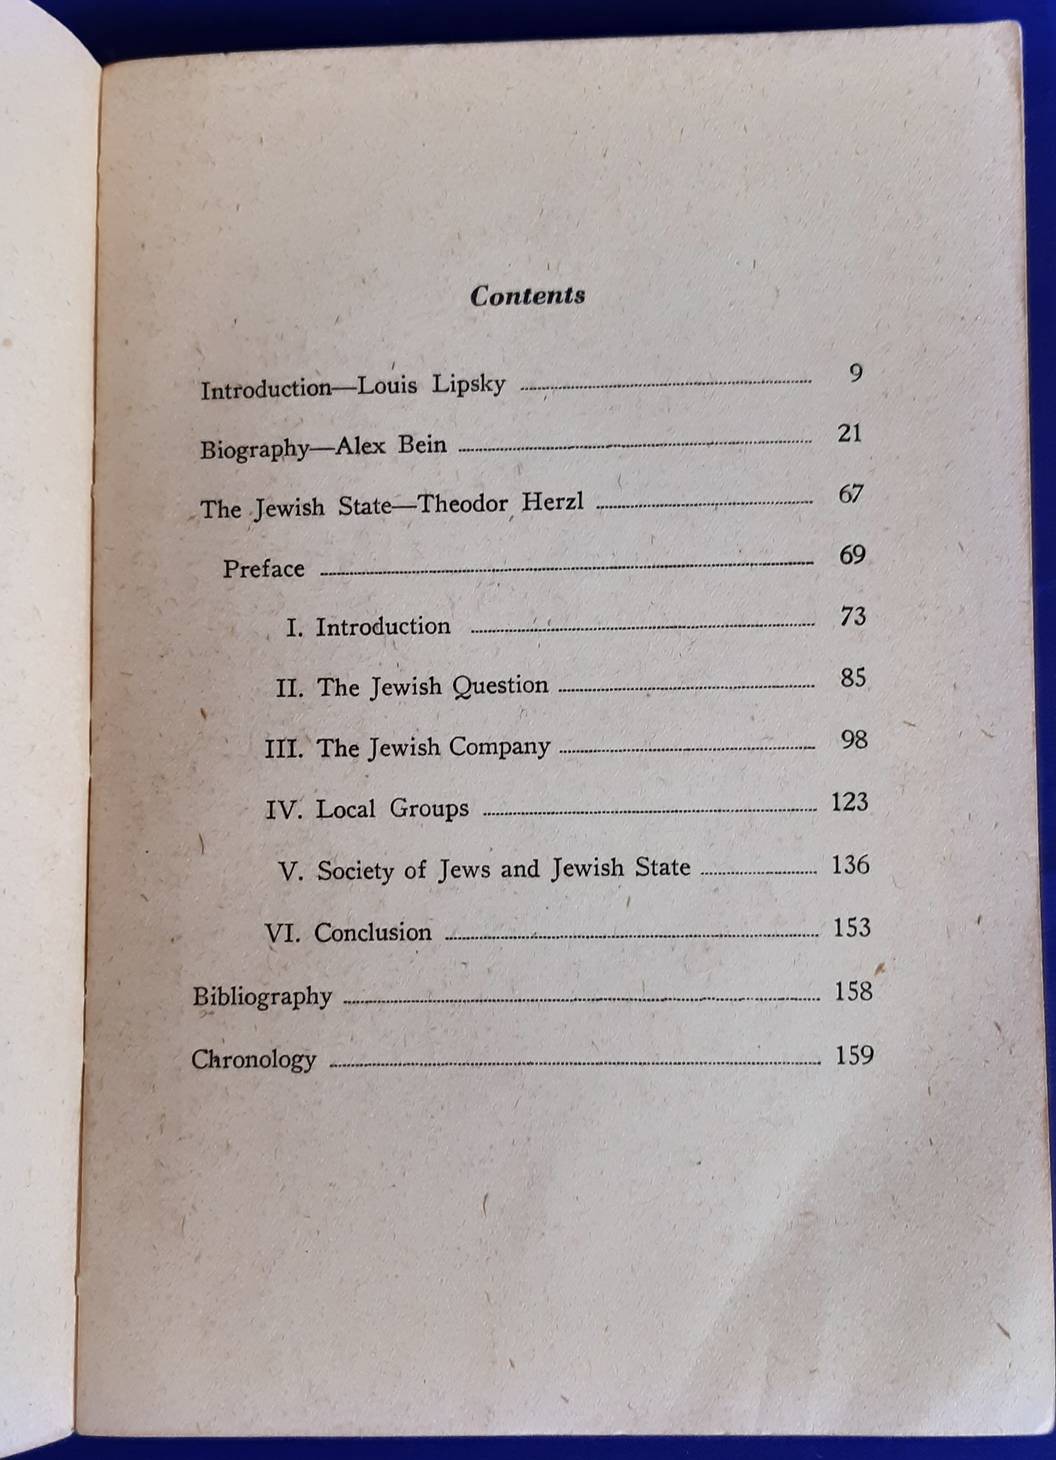 Contents
Introduction—Louis Lipsky 9
Biography—Alex Bein 21
The Jewish State—Theodor Herzl 67
Preface 69
I. Introduction 73
II. The Jewish Question 85
III. The Jewish Company 98
IV. Local Groups 123
V. Society of Jews and Jewish State 136
VI. Conclusion 153
Bibliography 158
Chronology 159